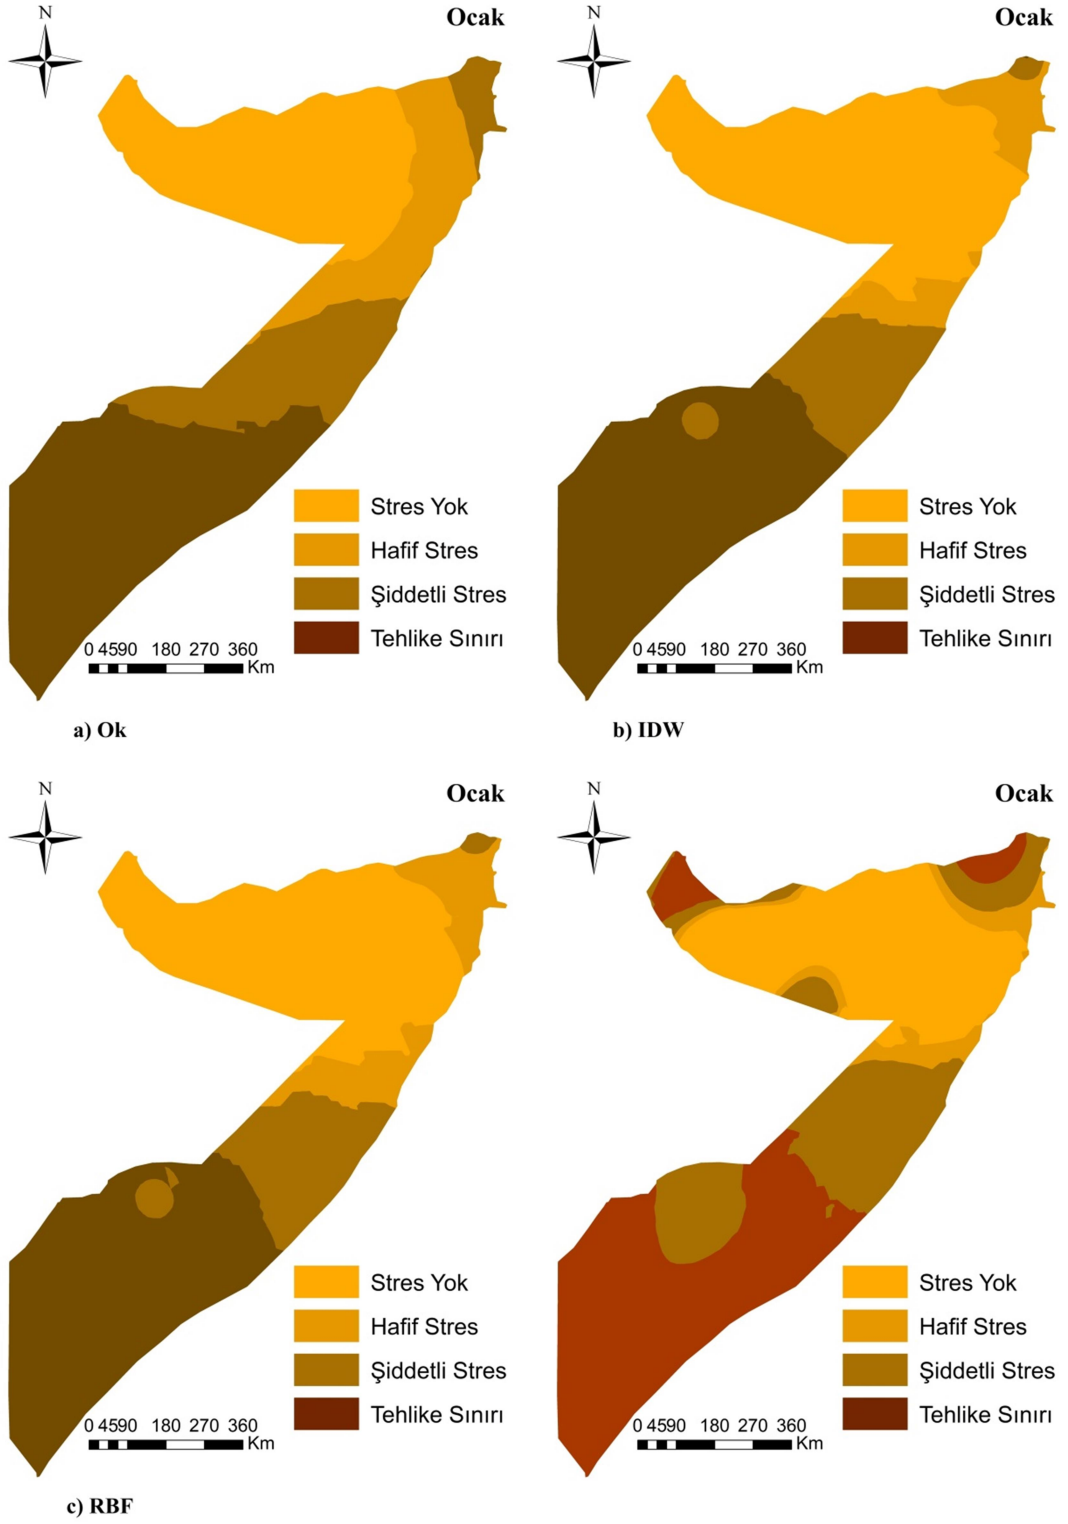 N
Ocak
Stres Yok
Hafif Stres
Şiddetli Stres
Tehlike Sınırı
0 4590 180 270 360
Km
a) Ok
N
Ocak
Stres Yok
Hafif Stres
Şiddetli Stres
Tehlike Sınırı
0 4590 180 270 360
Km
b) IDW
N
Ocak
Stres Yok
Hafif Stres
Şiddetli Stres
Tehlike Sınırı
0 4590 180 270 360
Km
c) RBF
N
Ocak
Stres Yok
Hafif Stres
Şiddetli Stres
Tehlike Sınırı
0 4590 180 270 360
Km